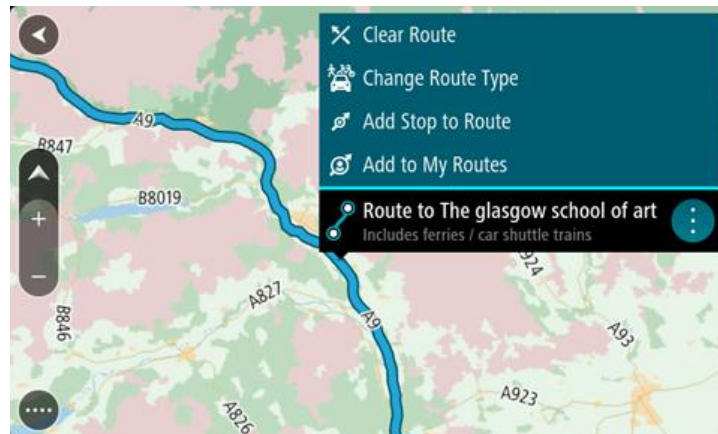 Clear Route
Change Route Type
Add Stop to Route
Add to My Routes
Route to The glasgow school of art
Includes ferries / car shuttle trains
A9
B847
B8019
A827
A9
B846
A924
A93
A923
A826